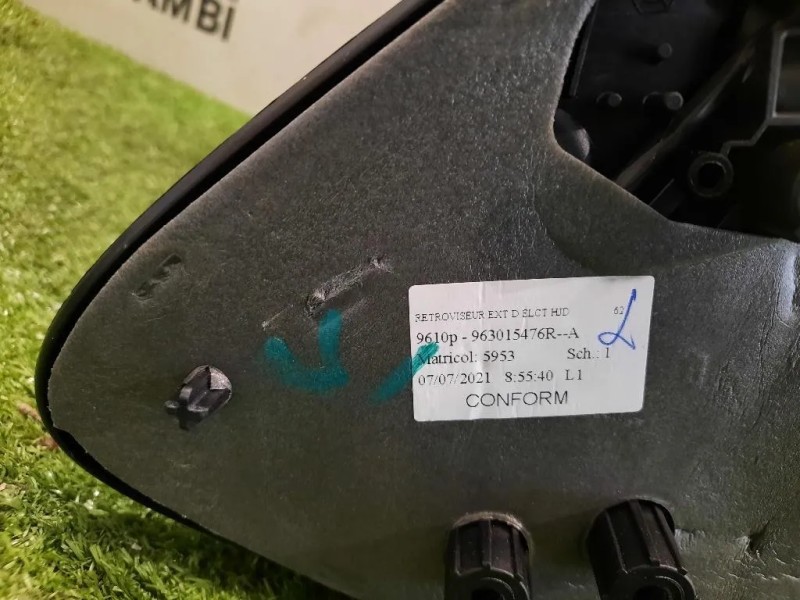 AMBI
RETROVISEUR EXT D ELCT HJD 62
9610p - 963015476R--A
Matricol: 5953 Sch.: 1
07/07/2021 8:55:40 L1
CONFORM